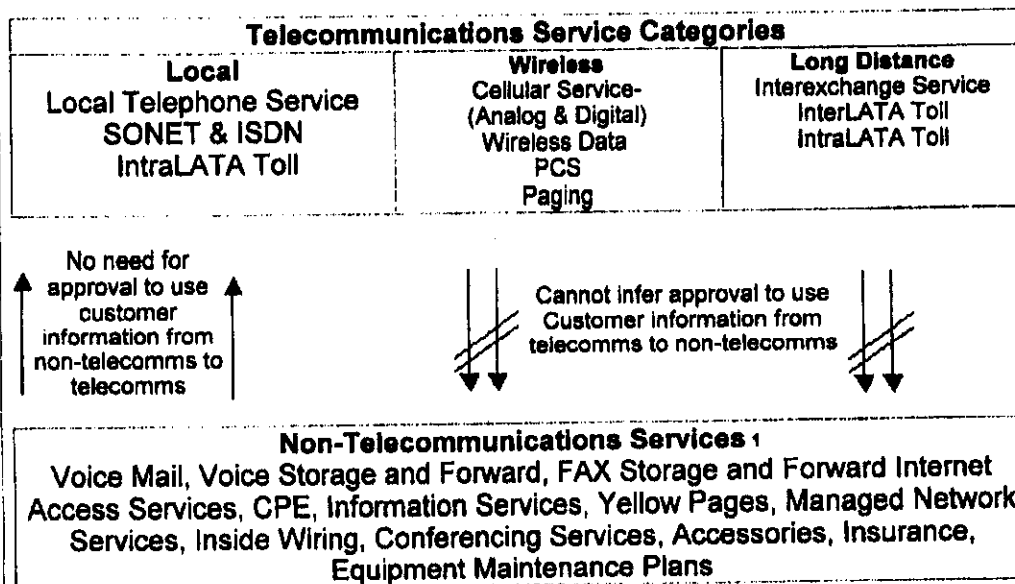 Telecommunications Service Categories
Local
Local Telephone Service
SONET & ISDN
IntraLATA Toll
Wireless
Cellular Service-
(Analog & Digital)
Wireless Data
PCS
Paging
Long Distance
Interexchange Service
InterLATA Toll
IntraLATA Toll
No need for
approval to use
customer
information from
non-telecomms to
telecomms
Cannot infer approval to use
Customer information from
telecomms to non-telecomms
Non-Telecommunications Services 1
Voice Mail, Voice Storage and Forward, FAX Storage and Forward Internet
Access Services, CPE, Information Services, Yellow Pages, Managed Network
Services, Inside Wiring, Conferencing Services, Accessories, Insurance,
Equipment Maintenance Plans